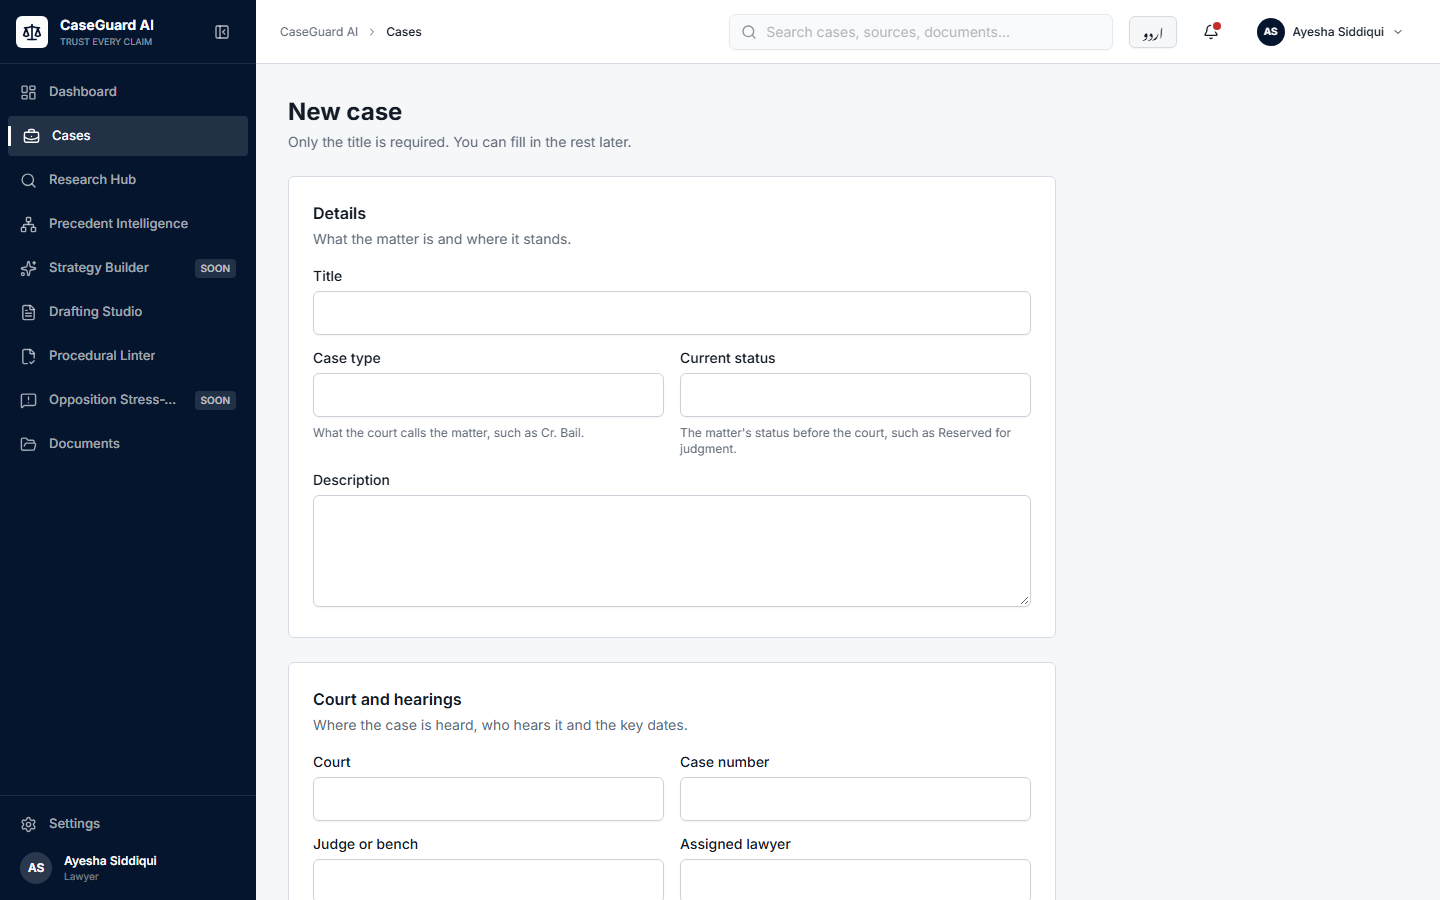 CaseGuard AI
TRUST EVERY CLAIM
Dashboard
Cases
Research Hub
Precedent Intelligence
Strategy Builder SOON
Drafting Studio
Procedural Linter
Opposition Stress-... SOON
Documents
Settings
AS Ayesha Siddiqui
Lawyer
CaseGuard AI > Cases
Search cases, sources, documents...
اردو
AS Ayesha Siddiqui
New case
Only the title is required. You can fill in the rest later.
Details
What the matter is and where it stands.
Title
Case type Current status
What the court calls the matter, such as Cr. Bail.
The matter's status before the court, such as Reserved for
judgment.
Description
Court and hearings
Where the case is heard, who hears it and the key dates.
Court Case number
Judge or bench Assigned lawyer